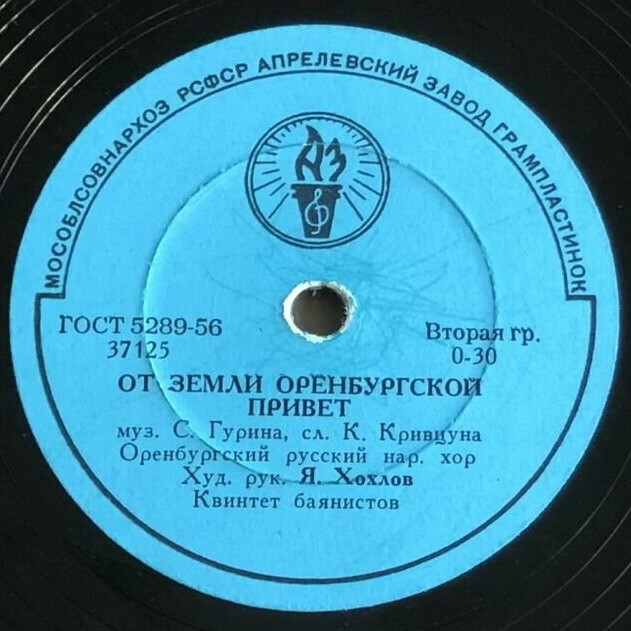 МОСОБЛСОВНАРХОЗ РСФСР АПРЕЛЕВСКИЙ ЗАВОД ГРАМПЛАСТИНОК
АЗ
ГОСТ 5289-56
37125
Вторая гр.
0-30
ОТ ЗЕМЛИ ОРЕНБУРГСКОЙ
ПРИВЕТ
муз. С. Гурина, сл. К. Кривцуна
Оренбургский русский нар. хор
Худ. рук. Я. Хохлов
Квинтет баянистов